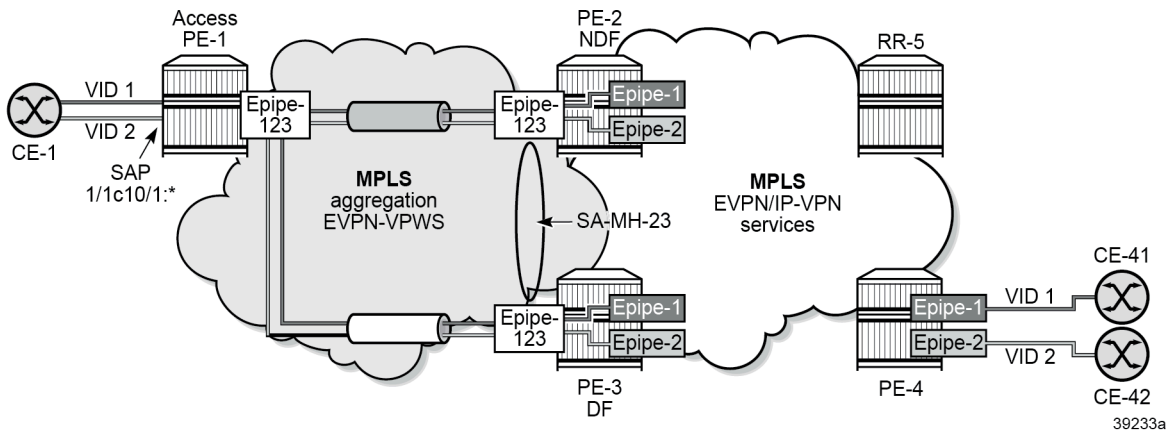 Access
PE-1
PE-2
NDF
RR-5
VID 1
VID 2
CE-1
SAP
1/1c10/1:*
Epipe-
123
Epipe-
123
Epipe-1
Epipe-2
MPLS
aggregation
EVPN-VPWS
SA-MH-23
MPLS
EVPN/IP-VPN
services
Epipe-
123
Epipe-1
Epipe-2
PE-3
DF
Epipe-1
Epipe-2
PE-4
VID 1
VID 2
CE-41
CE-42
39233a